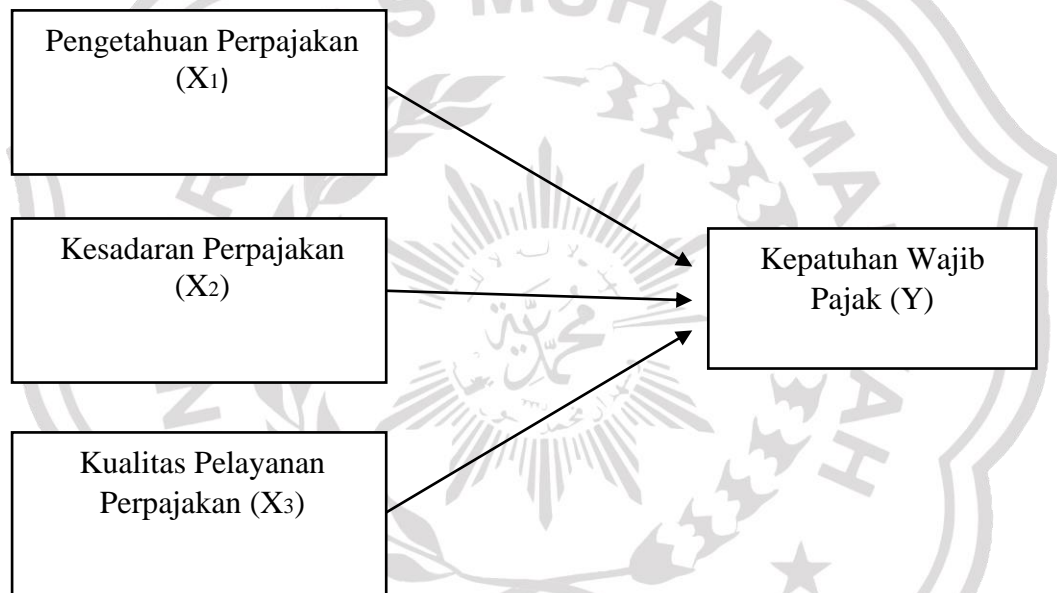 Pengetahuan Perpajakan
(X1)
Kesadaran Perpajakan
(X2)
Kualitas Pelayanan
Perpajakan (X3)
Kepatuhan Wajib
Pajak (Y)